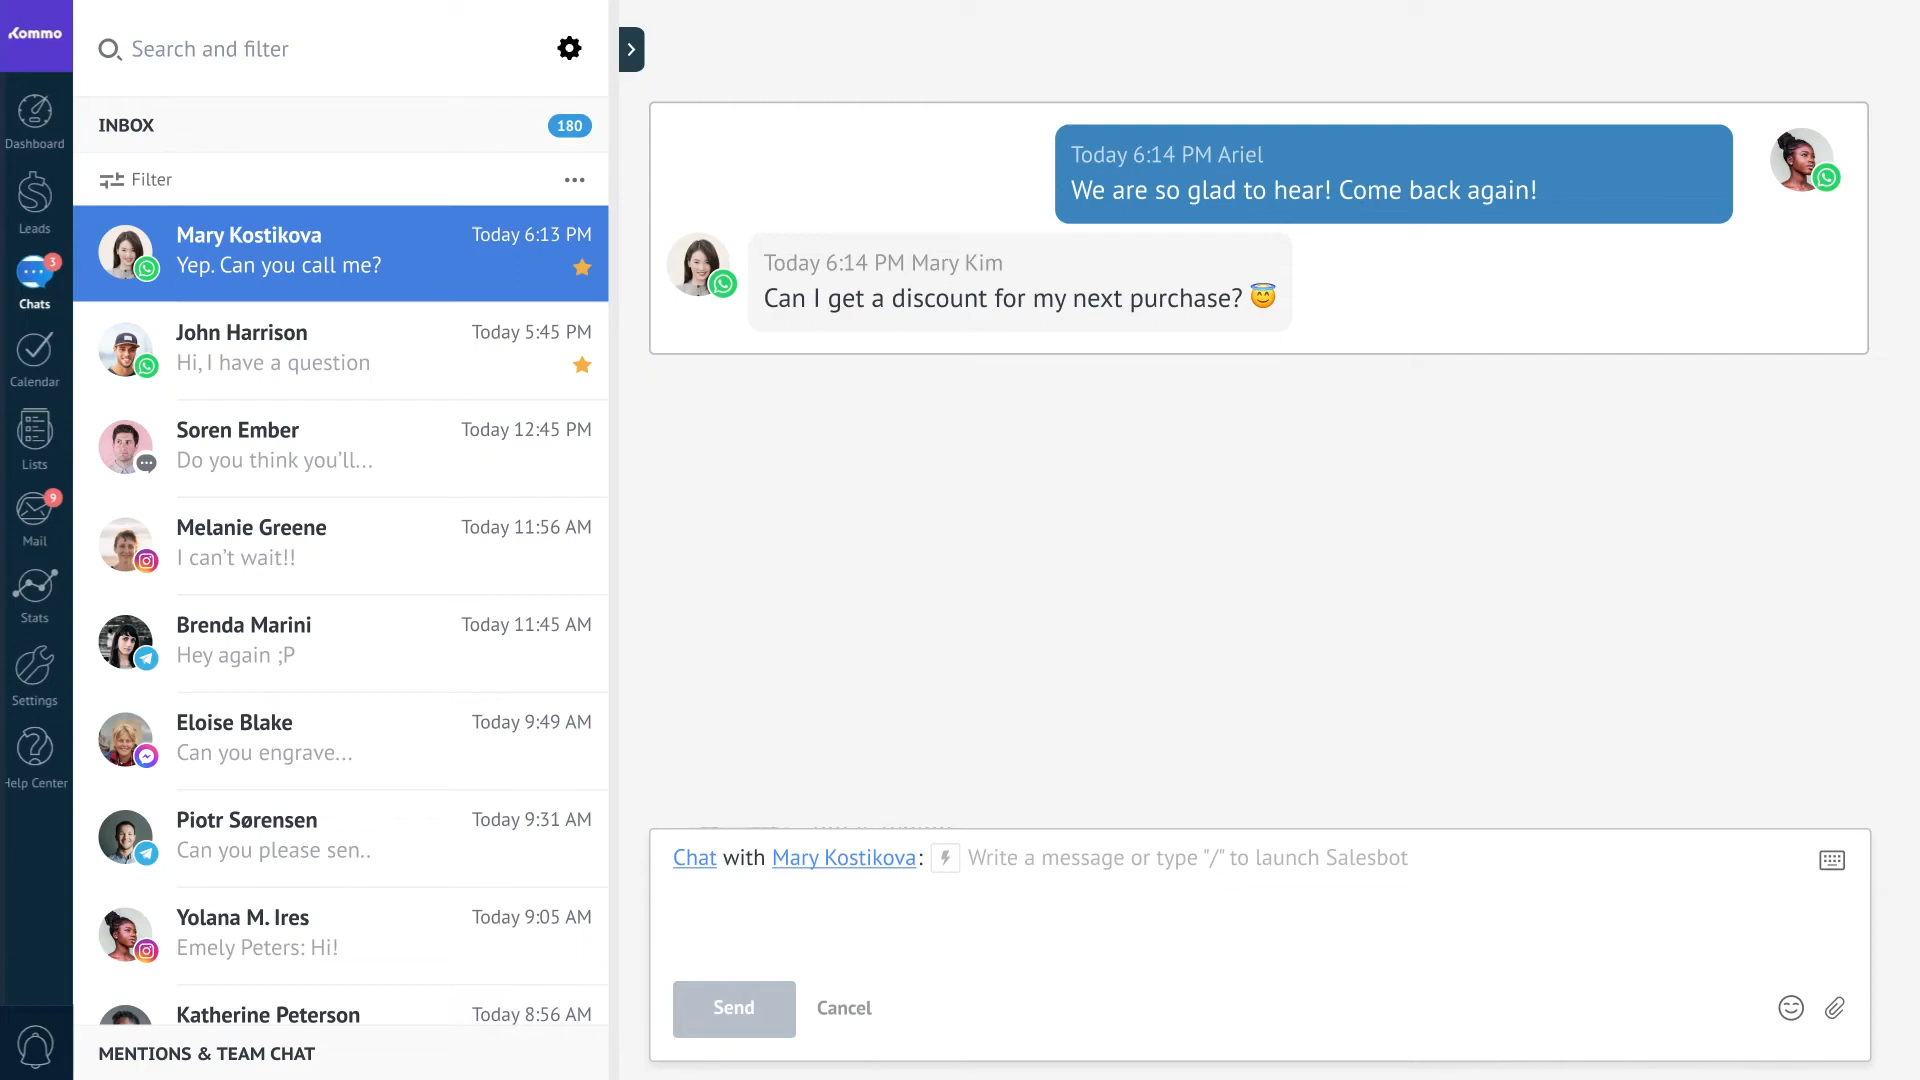 Kommo
Dashboard
Leads
3
Chats
Calendar
Lists
9
Mail
Stats
Settings
Help Center
Search and filter
INBOX
180
Filter
Mary Kostikova
Today 6:13 PM
Yep. Can you call me?
John Harrison
Today 5:45 PM
Hi, I have a question
Soren Ember
Today 12:45 PM
Do you think you’ll...
Melanie Greene
Today 11:56 AM
I can’t wait!!
Brenda Marini
Today 11:45 AM
Hey again ;P
Eloise Blake
Today 9:49 AM
Can you engrave...
Piotr Sørensen
Today 9:31 AM
Can you please sen..
Yolana M. Ires
Today 9:05 AM
Emely Peters: Hi!
Katherine Peterson
Today 8:56 AM
MENTIONS & TEAM CHAT
Today 6:14 PM Ariel
We are so glad to hear! Come back again!
Today 6:14 PM Mary Kim
Can I get a discount for my next purchase? 😇
Chat with Mary Kostikova: Write a message or type "/" to launch Salesbot
Send
Cancel